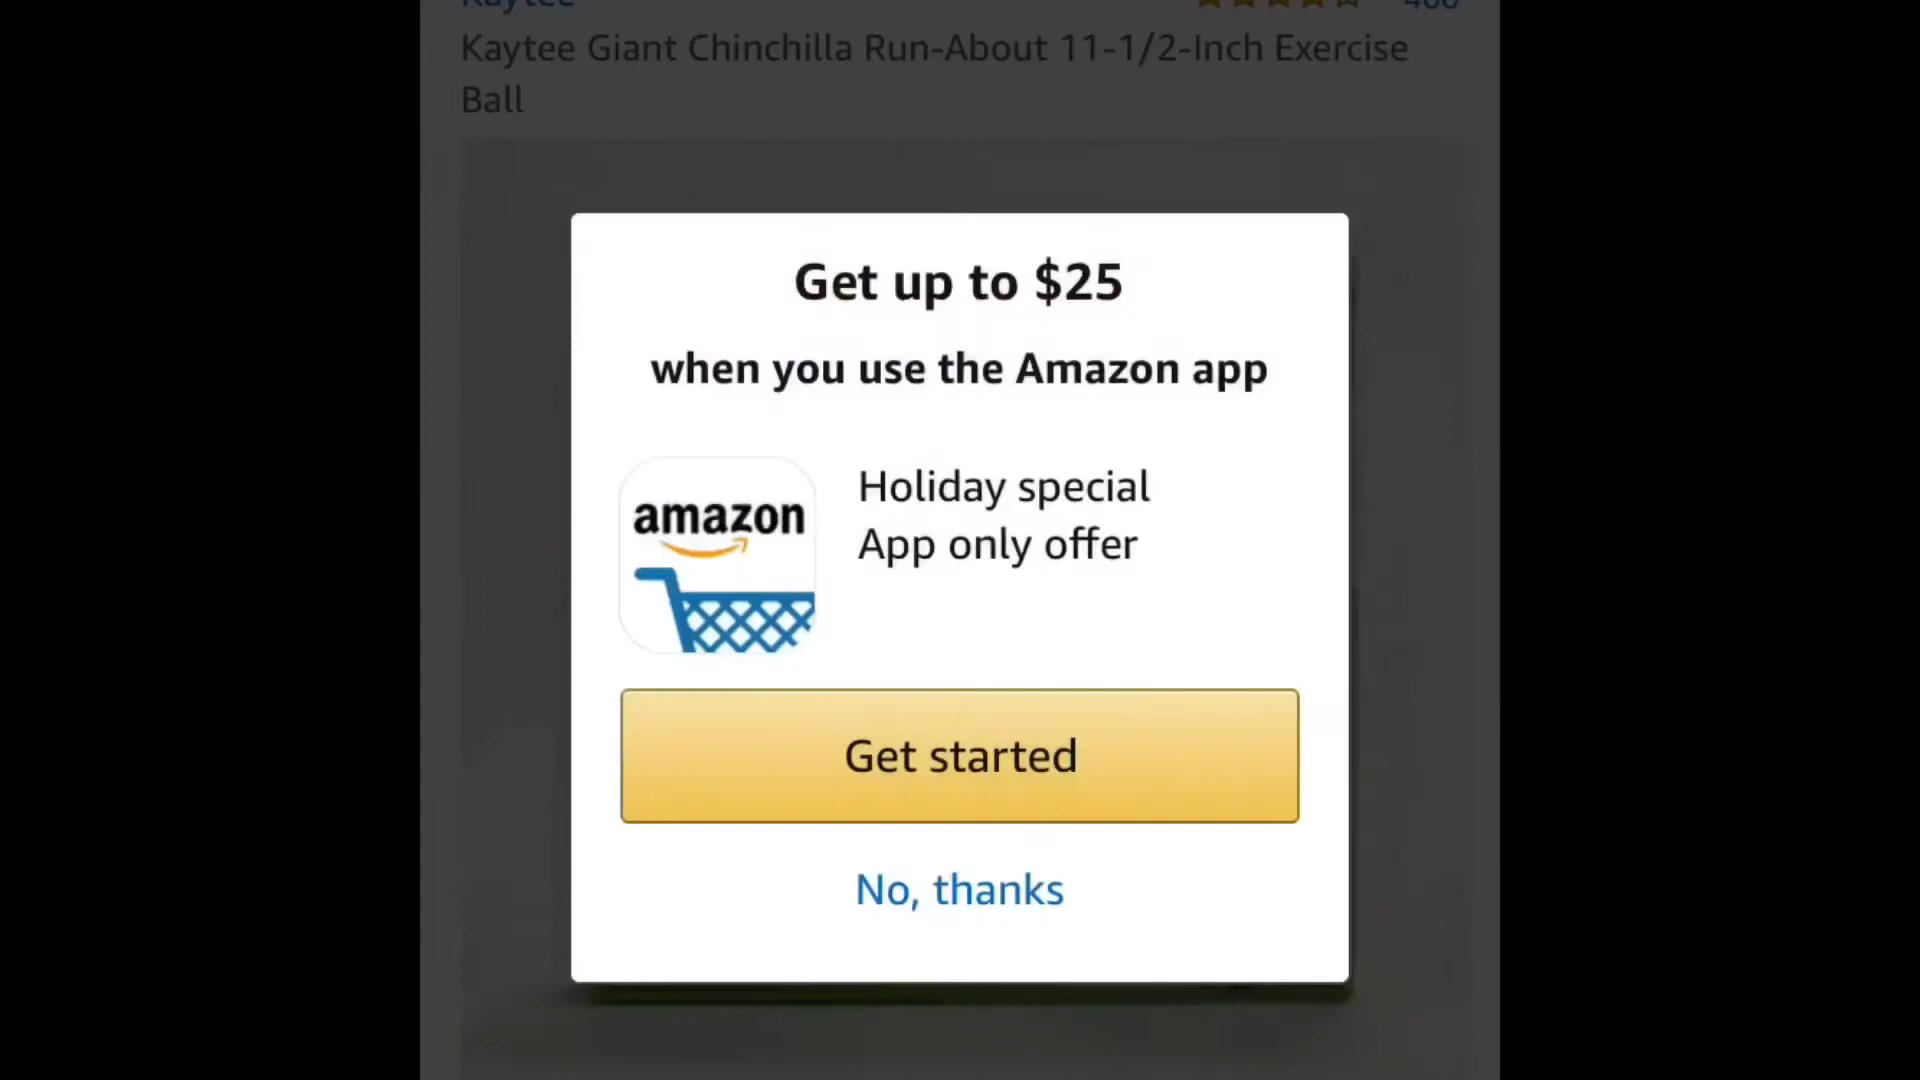 Kaytee
Kaytee Giant Chinchilla Run-About 11-1/2-Inch Exercise
Ball
Get up to $25
when you use the Amazon app
amazon
Holiday special
App only offer
Get started
No, thanks